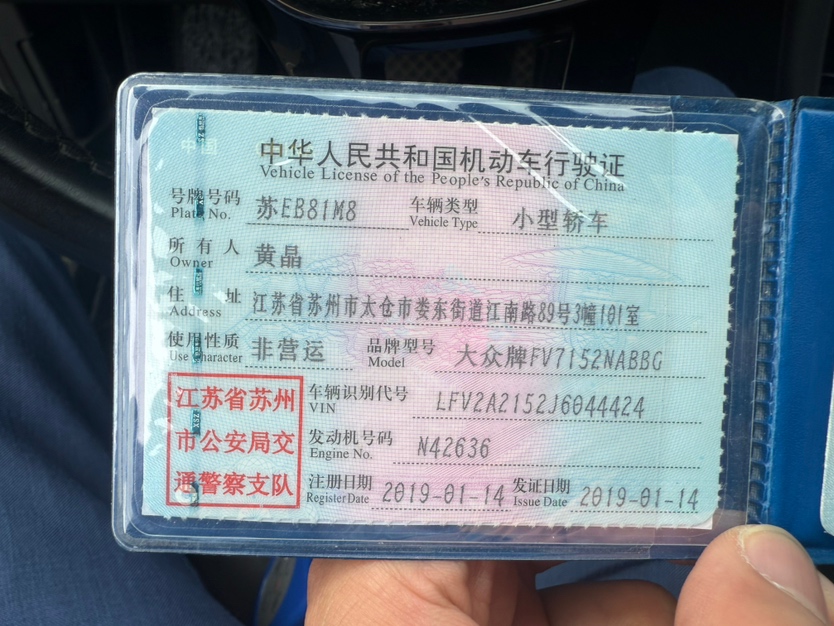 中国
中华人民共和国机动车行驶证
Vehicle License of the People's Republic of China
号牌号码 苏EB81M8 车辆类型 小型轿车
Plate No. Vehicle Type
所有人 黄晶
Owner
住址 江苏省苏州市太仓市娄东街道江南路89号3幢101室
Address
使用性质 非营运 品牌型号 大众牌FV7152NABBG
Use Character Model
车辆识别代号 LFV2A2152J6044424
VIN
发动机号码 N42636
Engine No.
注册日期 2019-01-14 发证日期 2019-01-14
Register Date Issue Date
江苏省苏州
市公安局交
通警察支队